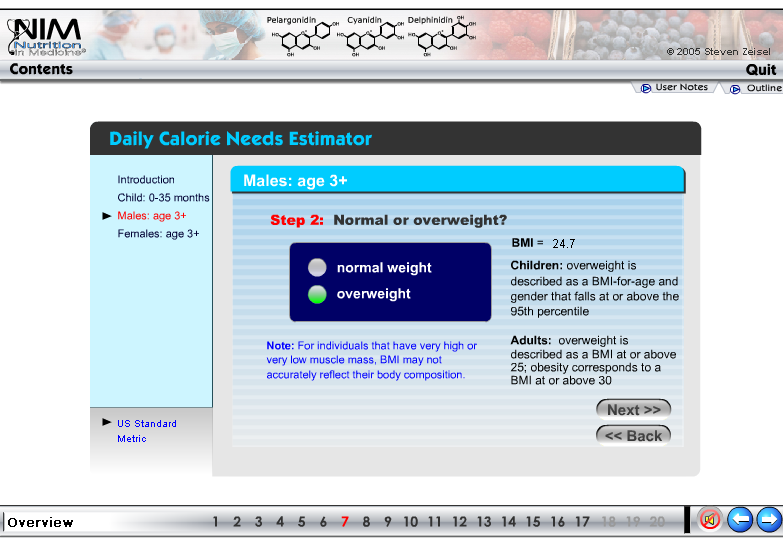 Pelargonidin Cyanidin Delphinidin
NIM
Nutrition
in Medicine®
© 2005 Steven Zeisel
Contents
Quit
User Notes
Outline
Daily Calorie Needs Estimator
Introduction
Child: 0-35 months
Males: age 3+
Females: age 3+
US Standard
Metric
Males: age 3+
Step 2: Normal or overweight?
normal weight
overweight
Note: For individuals that have very high or
very low muscle mass, BMI may not
accurately reflect their body composition.
BMI = 24.7
Children: overweight is
described as a BMI-for-age and
gender that falls at or above the
95th percentile
Adults: overweight is
described as a BMI at or above
25; obesity corresponds to a
BMI at or above 30
Next >>
<< Back
Overview
1 2 3 4 5 6 7 8 9 10 11 12 13 14 15 16 17 18 19 20